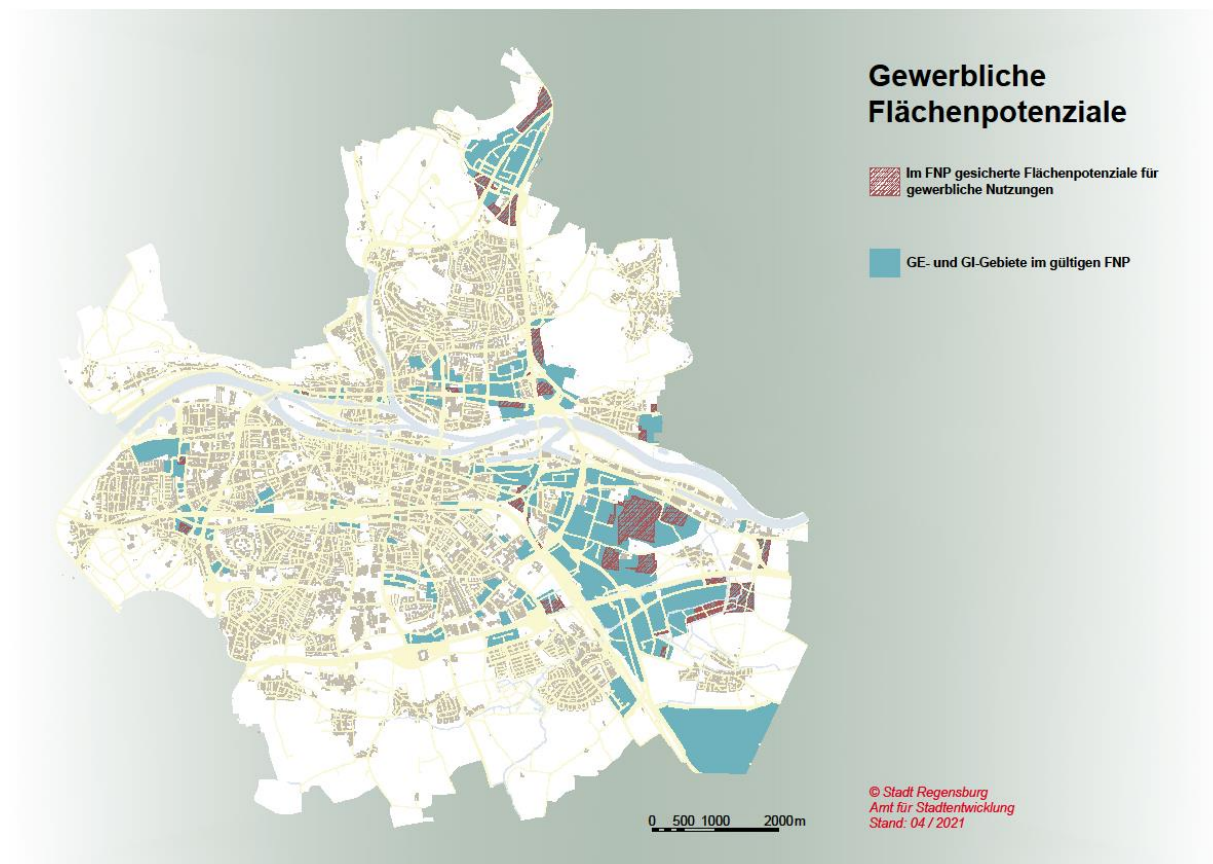 Gewerbliche
Flächenpotenziale
Im FNP gesicherte Flächenpotenziale für
gewerbliche Nutzungen
GE- und GI-Gebiete im gültigen FNP
0 500 1000 2000 m
© Stadt Regensburg
Amt für Stadtentwicklung
Stand: 04 / 2021